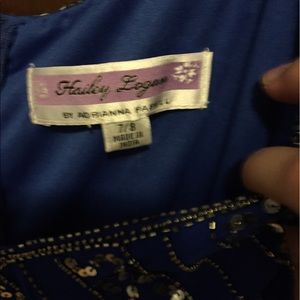 Hailey Logan
BY ADRIANNA PAPELL
7/8
MADE IN
INDIA